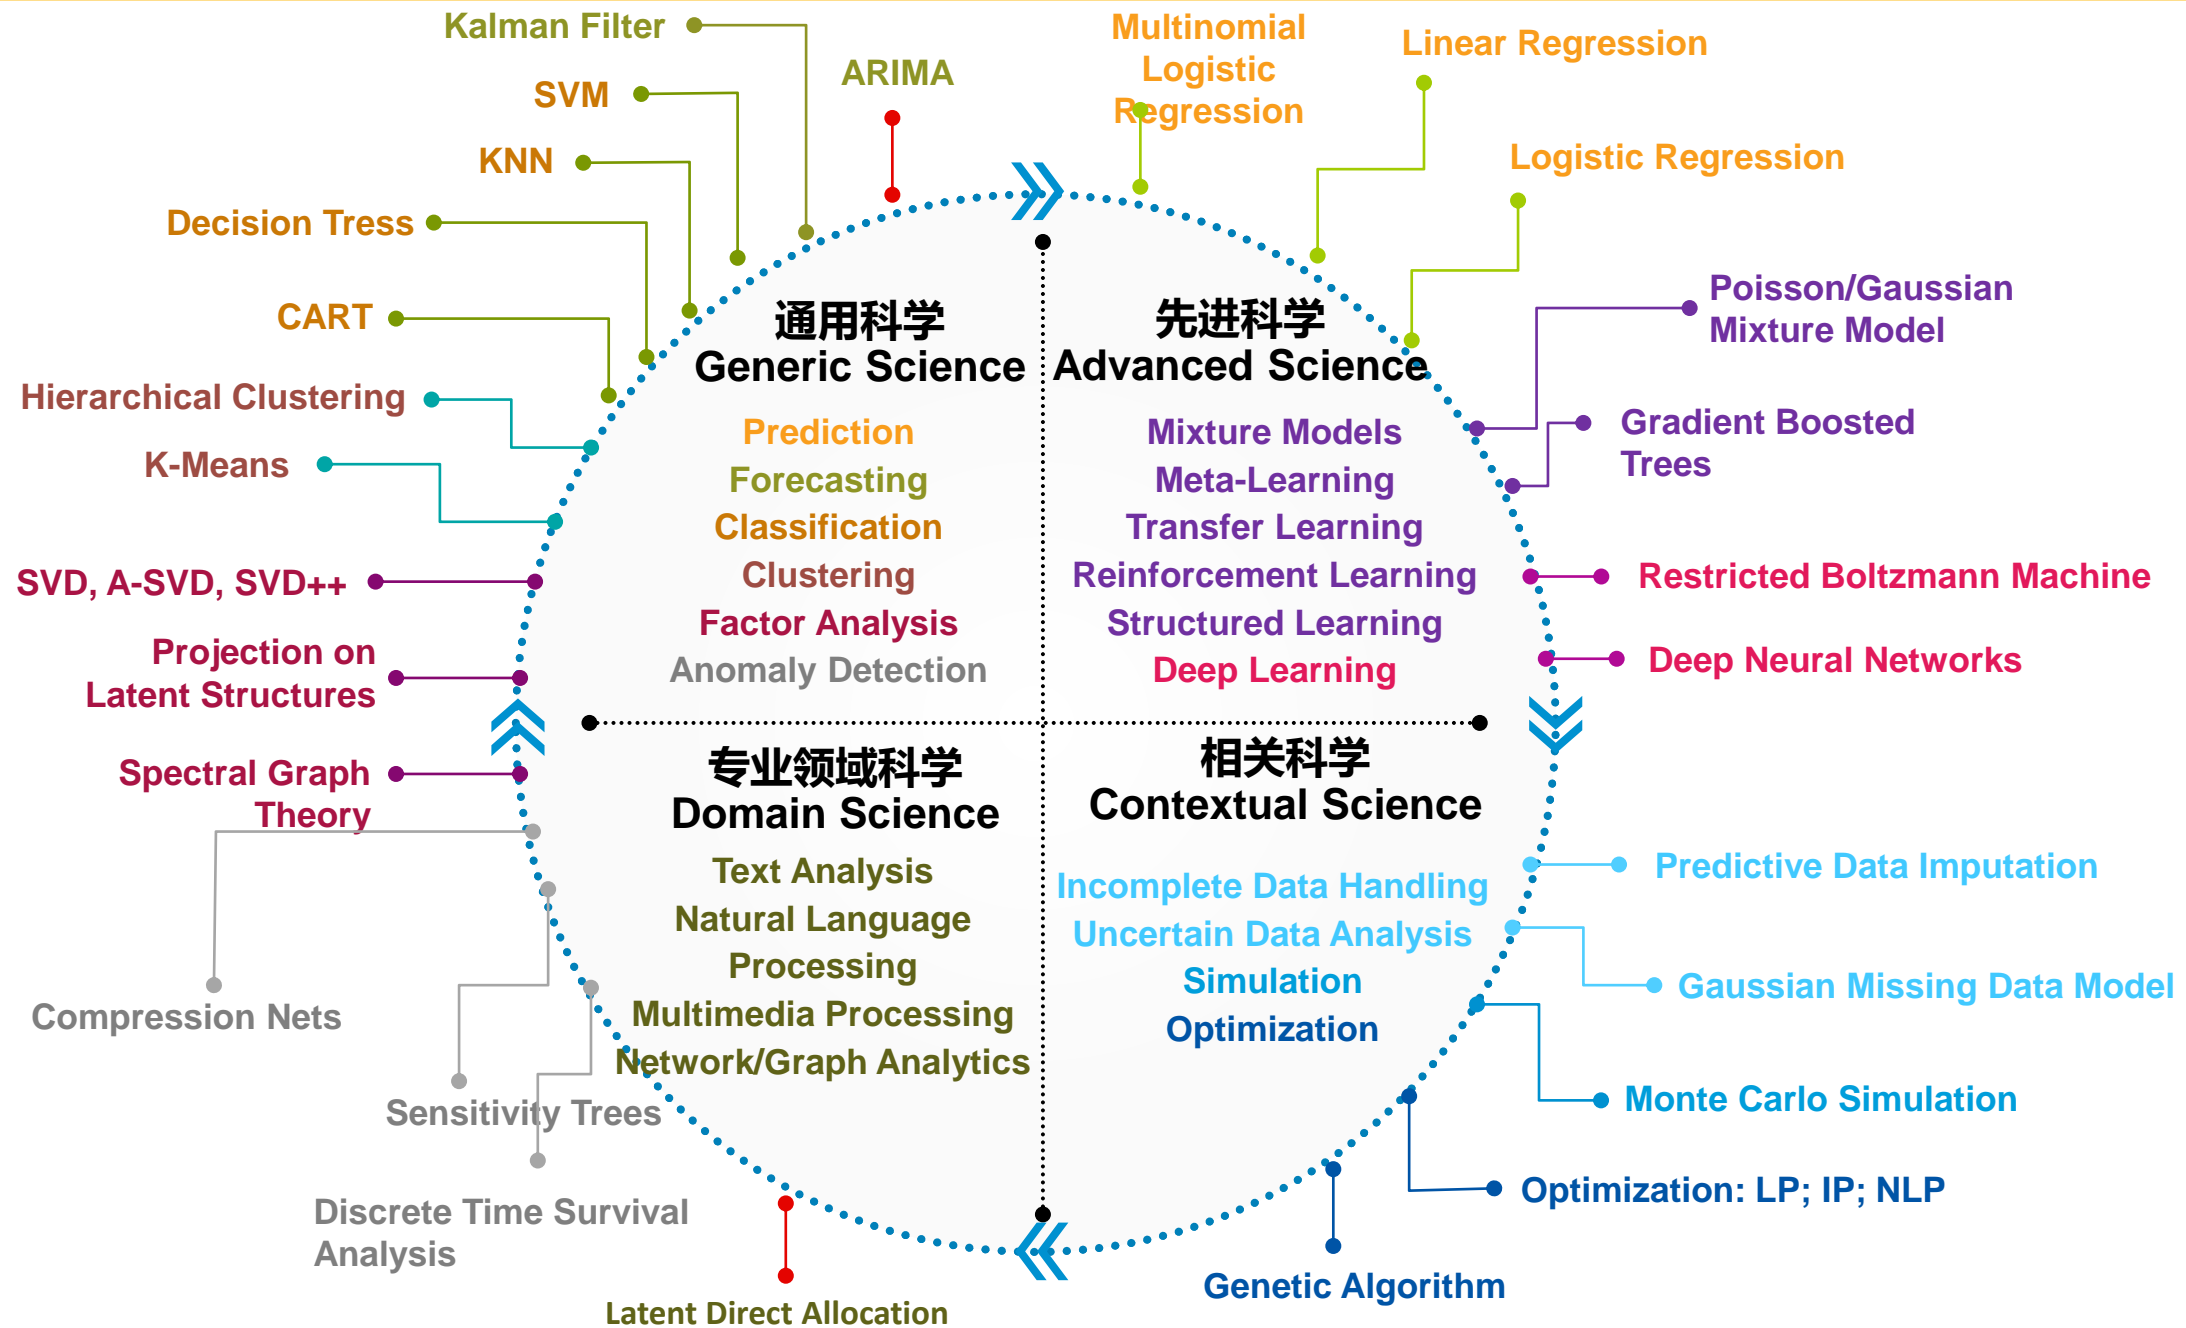 Kalman Filter
SVM
KNN
Decision Tress
CART
Hierarchical Clustering
K-Means
SVD, A-SVD, SVD++
Projection on
Latent Structures
Spectral Graph
Theory
Compression Nets
Sensitivity Trees
Discrete Time Survival
Analysis
Latent Direct Allocation
ARIMA
Multinomial
Logistic
Regression
Linear Regression
Logistic Regression
Poisson/Gaussian
Mixture Model
Gradient Boosted
Trees
Restricted Boltzmann Machine
Deep Neural Networks
Predictive Data Imputation
Gaussian Missing Data Model
Monte Carlo Simulation
Optimization: LP; IP; NLP
Genetic Algorithm
通用科学
Generic Science
Prediction
Forecasting
Classification
Clustering
Factor Analysis
Anomaly Detection
先进科学
Advanced Science
Mixture Models
Meta-Learning
Transfer Learning
Reinforcement Learning
Structured Learning
Deep Learning
专业领域科学
Domain Science
Text Analysis
Natural Language
Processing
Multimedia Processing
Network/Graph Analytics
相关科学
Contextual Science
Incomplete Data Handling
Uncertain Data Analysis
Simulation
Optimization